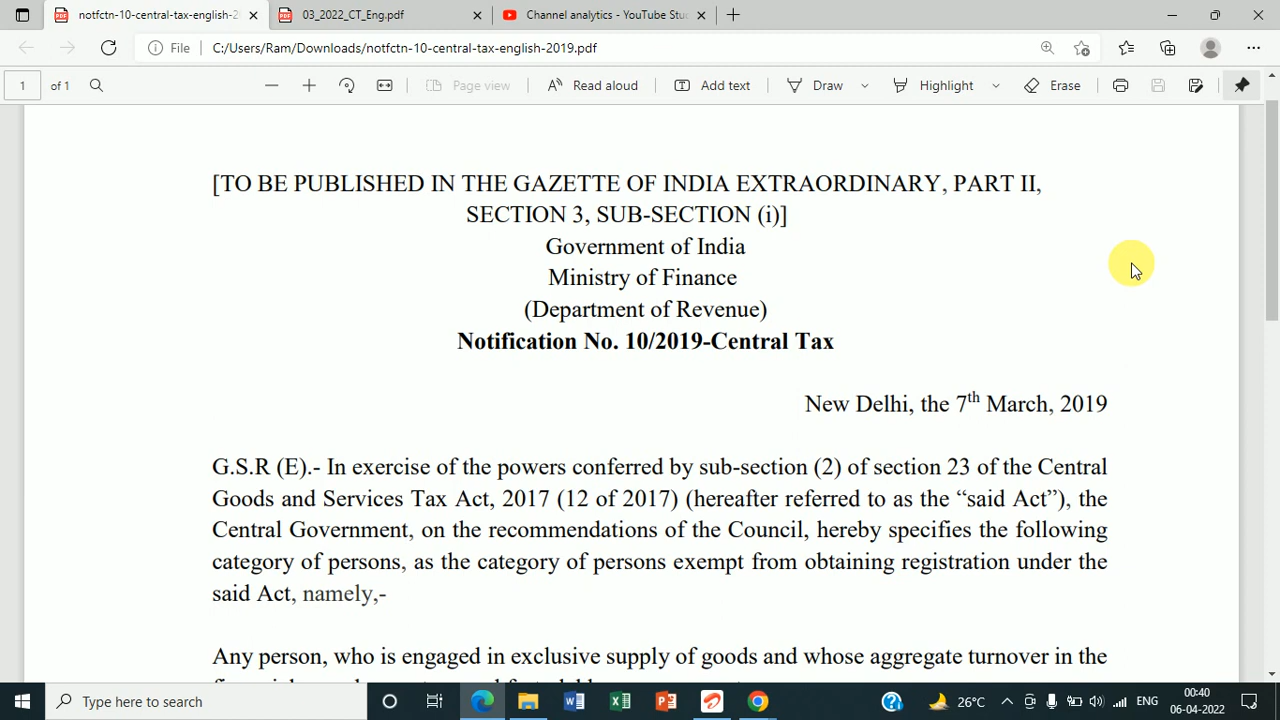 notfctn-10-central-tax-english-2
03_2022_CT_Eng.pdf
Channel analytics - YouTube Stu
File
C:/Users/Ram/Downloads/notfctn-10-central-tax-english-2019.pdf
1 of 1
Page view
Read aloud
Add text
Draw
Highlight
Erase
[TO BE PUBLISHED IN THE GAZETTE OF INDIA EXTRAORDINARY, PART II,
SECTION 3, SUB-SECTION (i)]
Government of India
Ministry of Finance
(Department of Revenue)
Notification No. 10/2019-Central Tax
New Delhi, the 7th March, 2019
G.S.R (E).- In exercise of the powers conferred by sub-section (2) of section 23 of the Central
Goods and Services Tax Act, 2017 (12 of 2017) (hereafter referred to as the “said Act”), the
Central Government, on the recommendations of the Council, hereby specifies the following
category of persons, as the category of persons exempt from obtaining registration under the
said Act, namely,-
Any person, who is engaged in exclusive supply of goods and whose aggregate turnover in the
Type here to search
26°C
ENG
00:40
06-04-2022